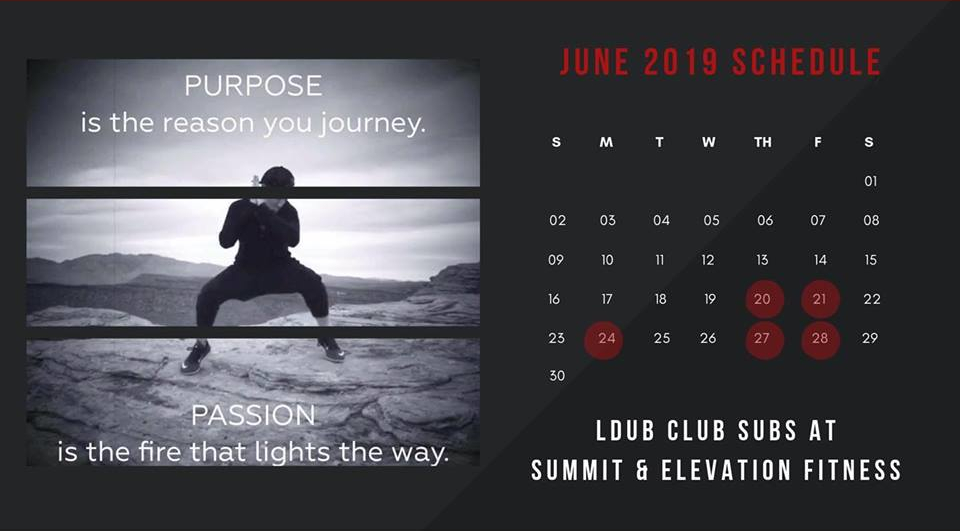 PURPOSE
is the reason you journey.
PASSION
is the fire that lights the way.
JUNE 2019 SCHEDULE
S M T W TH F S
01
02 03 04 05 06 07 08
09 10 11 12 13 14 15
16 17 18 19 20 21 22
23 24 25 26 27 28 29
30
LDUB CLUB SUBS AT
SUMMIT & ELEVATION FITNESS